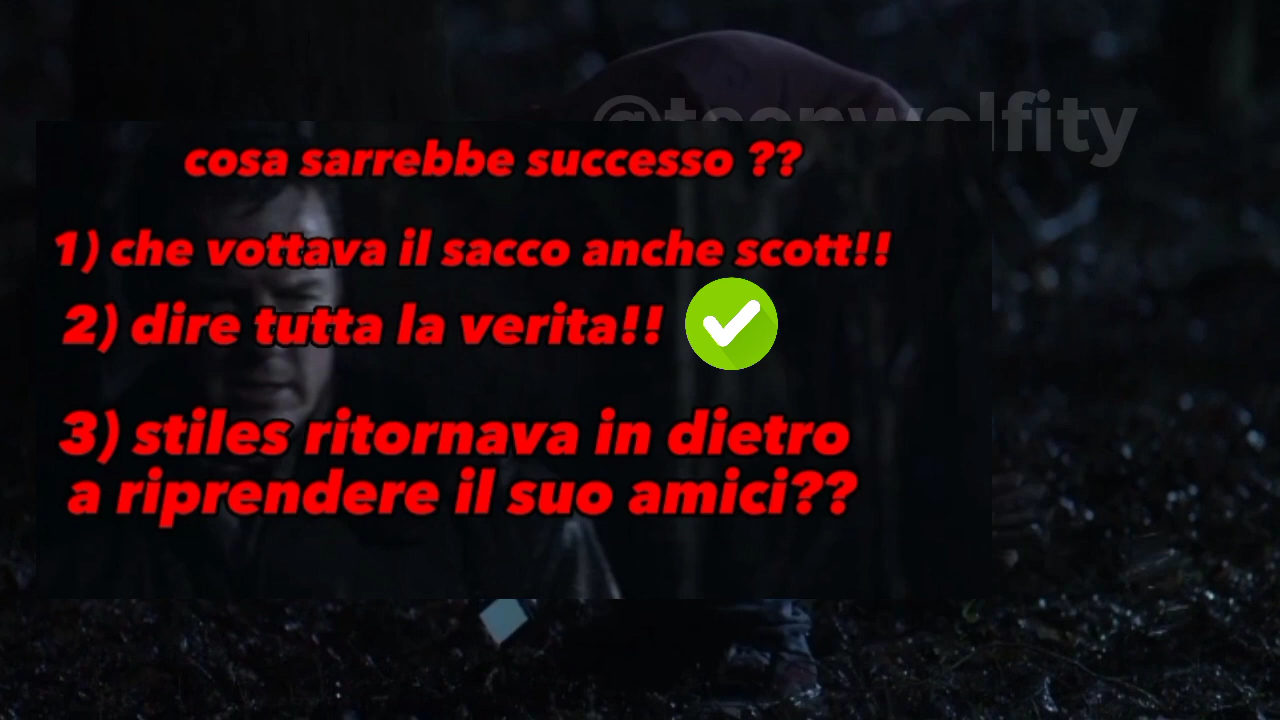 @teenwolfity
cosa sarrebbe successo ??
1) che vottava il sacco anche scott!!
2) dire tutta la verita!!
3) stiles ritornava in dietro
a riprendere il suo amici??